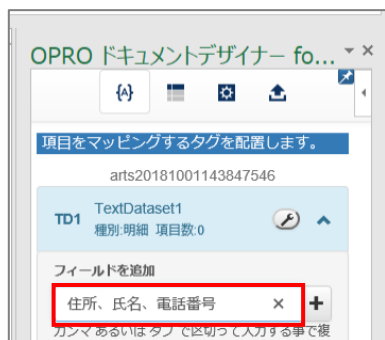 OPRO ドキュメントデザイナー fo...
{A}
項目をマッピングするタグを配置します。
arts20181001143847546
TD1 TextDataset1
種別:明細 項目数:0
フィールドを追加
住所、氏名、電話番号 × +
カンマ あるいは タブ で区切って入力する事で複